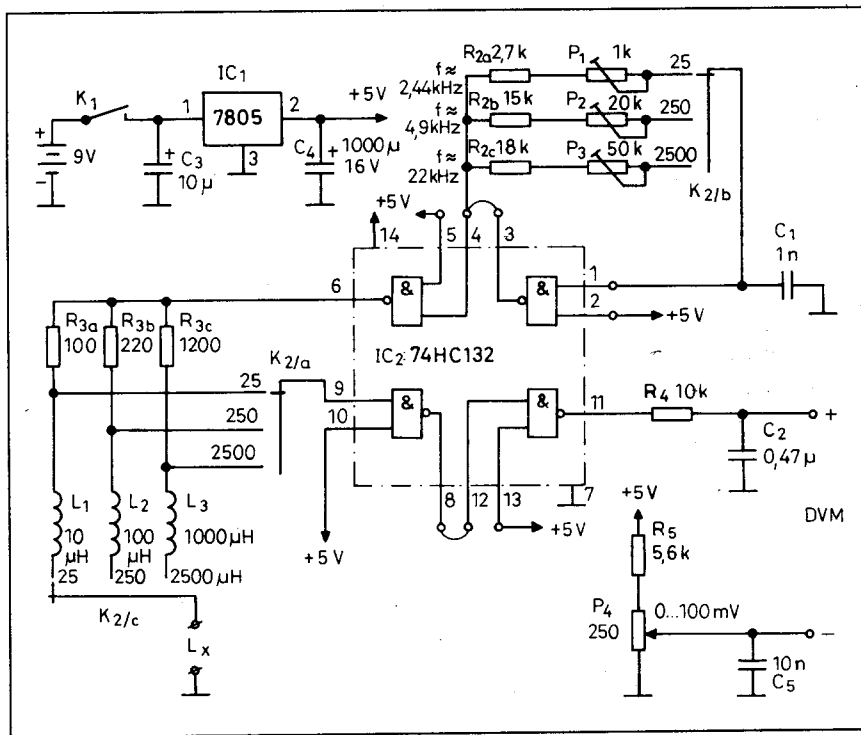 K1
9V
+
−
C3
10 µ
+
IC1
1
7805
2
3
C4
+
1000 µ
16 V
+5V
f ≈
2,44kHz
f ≈
4,9kHz
f ≈
22kHz
R2a 2,7k
R2b 15k
R2c 18k
P1 1k
P2 20k
P3 50k
25
250
2500
K2/b
C1
1n
+5V
14
5
4
3
6
&
&
1
2
+5V
IC2: 74HC132
R3a
100
R3b
220
R3c
1200
K2/a
25
250
2500
9
10
&
&
11
+5V
8
12
13
7
+5V
R4 10k
C2
0,47 µ
+
DVM
+5V
R5
5,6k
P4
250
0...100mV
−
10n
C5
L1
10
µH
25
L2
100
µH
250
L3
1000µH
2500µH
K2/c
Lx